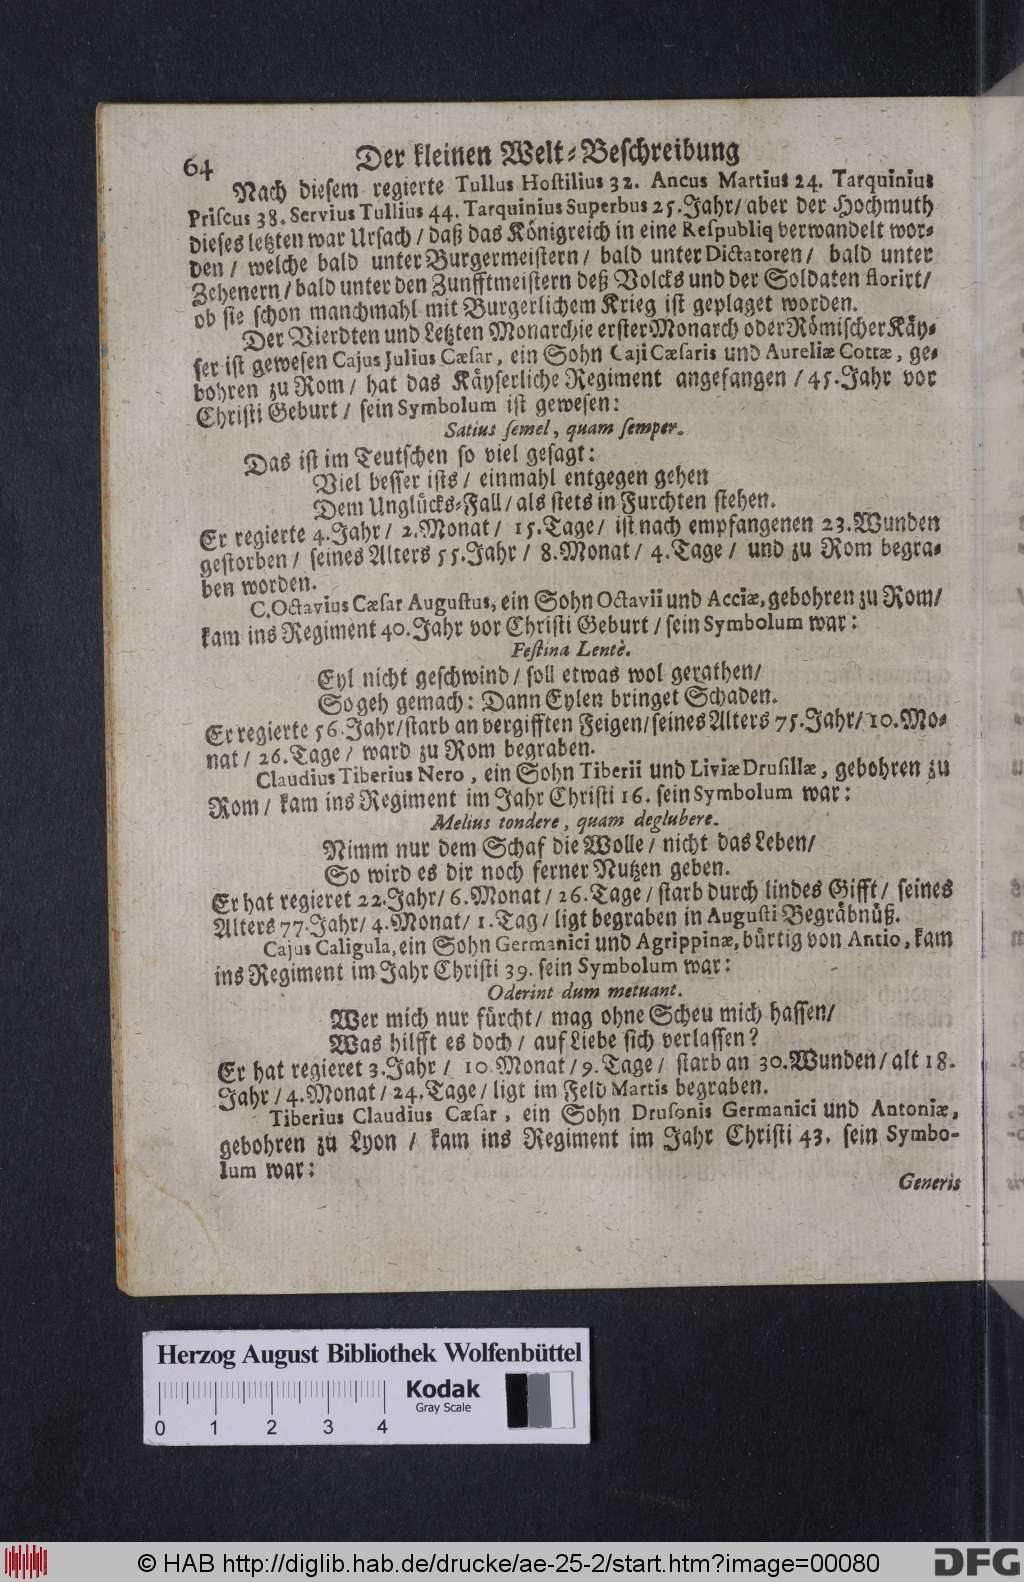 64 Der kleinen Welt-Beschreibung
Nach diesem regierte Tullus Hostilius 32. Ancus Martius 24. Tarquinius
Priscus 38. Servius Tullius 44. Tarquinius Superbus 25. Jahr/ aber der Hochmuth
dieses letzten war Ursach/ daß das Königreich in eine Respubliq verwandelt wor-
den/ welche bald unter Burgermeistern/ bald unter Dictatoren/ bald unter
Zehenern/ bald unter den Zunfftmeistern deß Volcks und der Soldaten florirt/
ob sie schon manchmahl mit Burgerlichem Krieg ist geplaget worden.
Der Vierdten und Letzten Monarchie erster Monarch oder Römischer Käy-
ser ist gewesen Cajus Julius Cæsar, ein Sohn Caji Cæsaris und Aureliæ Cottæ, ge-
bohren zu Rom/ hat das Käyserliche Regiment angefangen/ 45. Jahr vor
Christi Geburt/ sein Symbolum ist gewesen:
Satius semel, quam semper.
Das ist im Teutschen so viel gesagt:
Viel besser ists/ einmahl entgegen gehen
Dem Unglücks-Fall/ als stets in Furchten stehen.
Er regierte 4. Jahr/ 2. Monat/ 15. Tage/ ist nach empfangenen 23. Wunden
gestorben/ seines Alters 55. Jahr/ 8. Monat/ 4. Tage/ und zu Rom begra-
ben worden.
C. Octavius Cæsar Augustus, ein Sohn Octavii und Acciæ, gebohren zu Rom/
kam ins Regiment 40. Jahr vor Christi Geburt/ sein Symbolum war:
Festina Lentè.
Eyl nicht geschwind/ soll etwas wol gerathen/
So geh gemach: Dann Eylen bringet Schaden.
Er regierte 56. Jahr/ starb an vergifften Feigen/ seines Alters 75. Jahr/ 10. Mo-
nat/ 26. Tage/ ward zu Rom begraben.
Claudius Tiberius Nero, ein Sohn Tiberii und Liviæ Drusillæ, gebohren zu
Rom/ kam ins Regiment im Jahr Christi 16. sein Symbolum war:
Melius tondere, quam deglubere.
Nimm nur dem Schaf die Wolle/ nicht das Leben/
So wird es dir noch ferner Nutzen geben.
Er hat regieret 22. Jahr/ 6. Monat/ 26. Tage/ starb durch lindes Gifft/ seines
Alters 77. Jahr/ 4. Monat/ 1. Tag/ ligt begraben in Augusti Begräbnüß.
Cajus Caligula, ein Sohn Germanici und Agrippinæ, bürtig von Antio, kam
ins Regiment im Jahr Christi 39. sein Symbolum war:
Oderint dum metuant.
Wer mich nur fürcht/ mag ohne Scheu mich hassen/
Was hilfft es doch/ auf Liebe sich verlassen?
Er hat regieret 3. Jahr/ 10. Monat/ 9. Tage/ starb an 30. Wunden/ alt 18.
Jahr/ 4. Monat/ 24. Tage/ ligt im Feld Martis begraben.
Tiberius Claudius Cæsar, ein Sohn Drusonis Germanici und Antoniæ,
gebohren zu Lyon/ kam ins Regiment im Jahr Christi 43. sein Symbo-
lum war:
Generis
Herzog August Bibliothek Wolfenbüttel
Kodak
Gray Scale
0 1 2 3 4
© HAB http://diglib.hab.de/drucke/ae-25-2/start.htm?image=00080
DFG